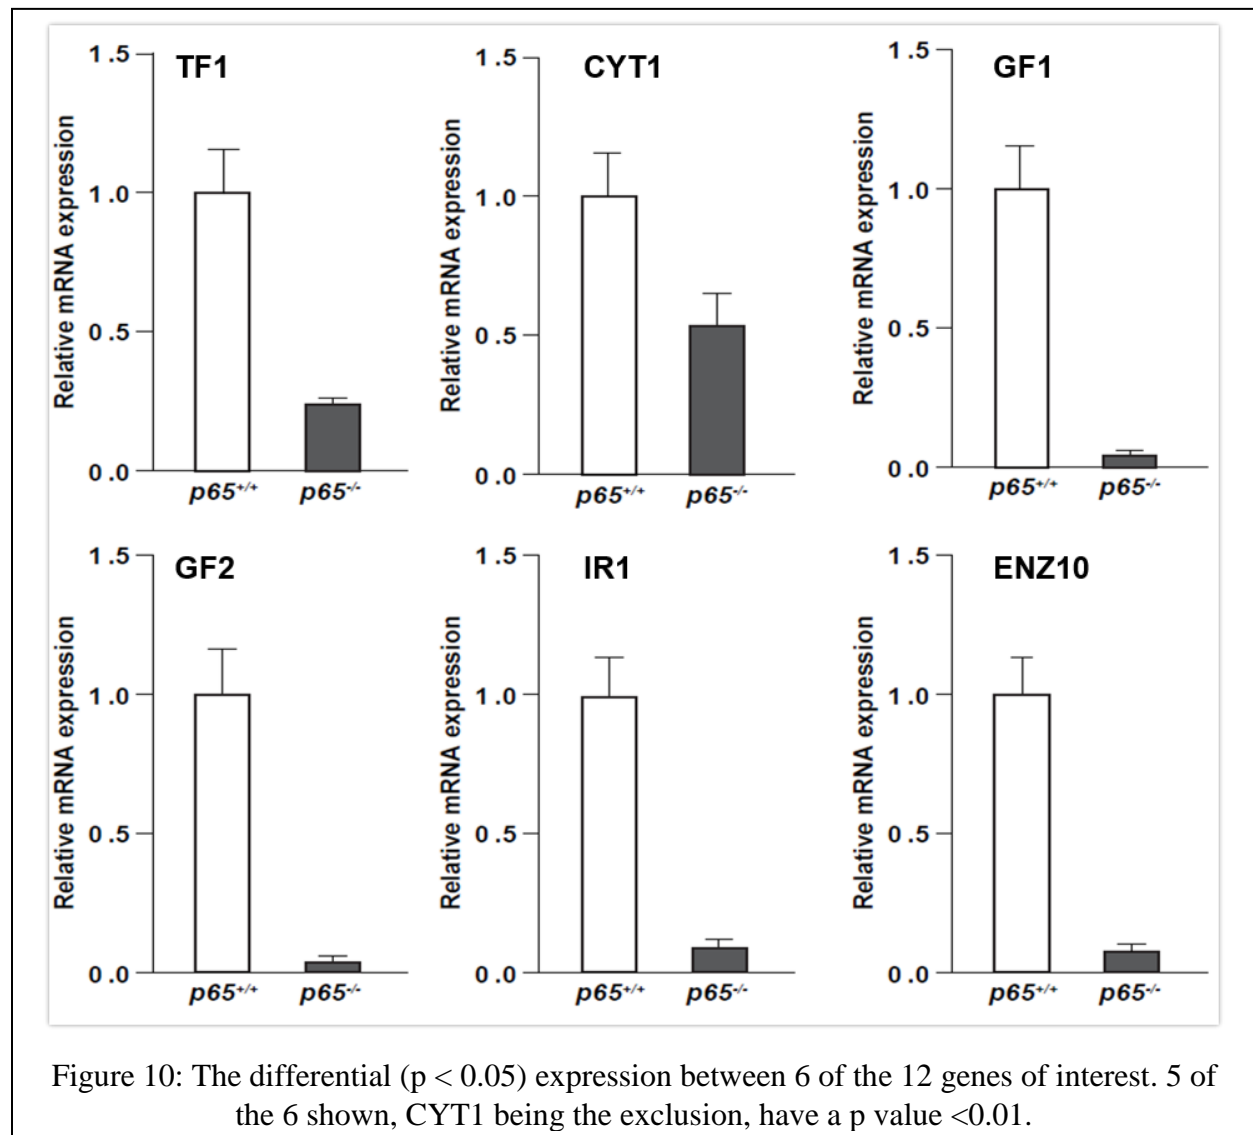 TF1
1.5
1.0
0.5
0.0
Relative mRNA expression
p65+/+ p65-/-
CYT1
1.5
1.0
0.5
0.0
Relative mRNA expression
p65+/+ p65-/-
GF1
1.5
1.0
0.5
0.0
Relative mRNA expression
p65+/+ p65-/-
GF2
1.5
1.0
0.5
0.0
Relative mRNA expression
p65+/+ p65-/-
IR1
1.5
1.0
0.5
0.0
Relative mRNA expression
p65+/+ p65-/-
ENZ10
1.5
1.0
0.5
0.0
Relative mRNA expression
p65+/+ p65-/-
Figure 10: The differential (p < 0.05) expression between 6 of the 12 genes of interest. 5 of
the 6 shown, CYT1 being the exclusion, have a p value <0.01.